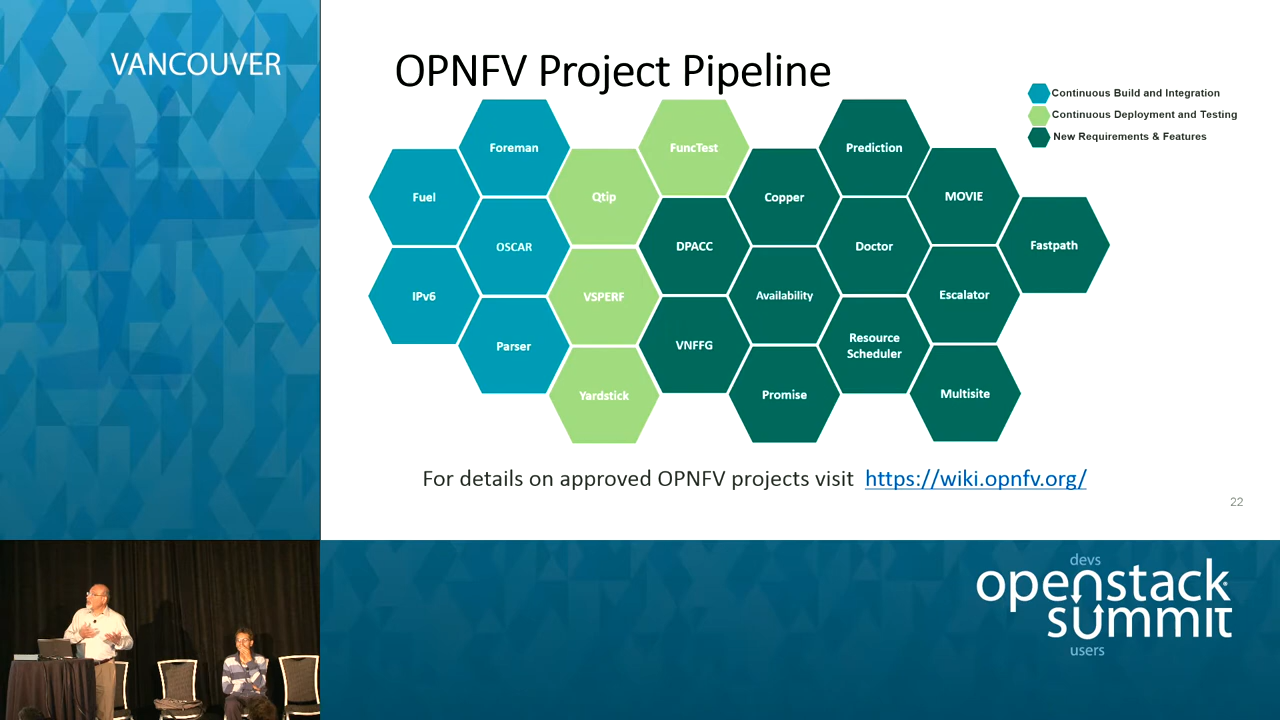 VANCOUVER
OPNFV Project Pipeline
Continuous Build and Integration
Continuous Deployment and Testing
New Requirements & Features
Foreman
FuncTest
Prediction
Fuel
Qtip
Copper
MOVIE
OSCAR
DPACC
Doctor
Fastpath
IPv6
VSPERF
Availability
Escalator
Parser
VNFFG
Resource
Scheduler
Yardstick
Promise
Multisite
For details on approved OPNFV projects visit https://wiki.opnfv.org/
22
devs
openstack
summit
users